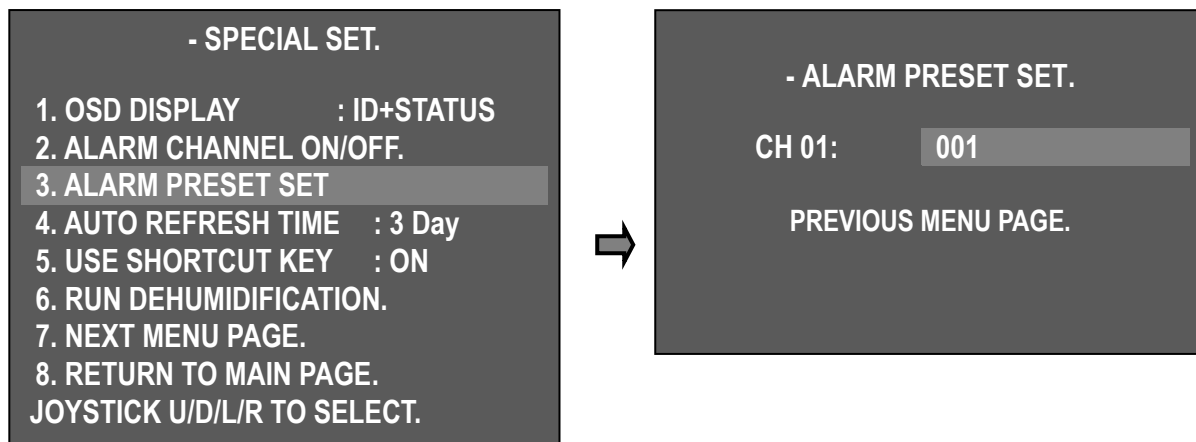 - SPECIAL SET.
1. OSD DISPLAY : ID+STATUS
2. ALARM CHANNEL ON/OFF.
3. ALARM PRESET SET
4. AUTO REFRESH TIME : 3 Day
5. USE SHORTCUT KEY : ON
6. RUN DEHUMIDIFICATION.
7. NEXT MENU PAGE.
8. RETURN TO MAIN PAGE.
JOYSTICK U/D/L/R TO SELECT.
- ALARM PRESET SET.
CH 01: 001
PREVIOUS MENU PAGE.